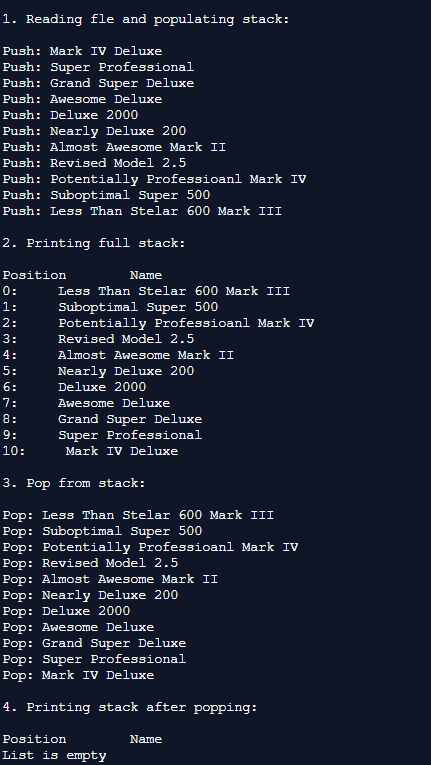 1. Reading fle and populating stack:
Push: Mark IV Deluxe
Push: Super Professional
Push: Grand Super Deluxe
Push: Awesome Deluxe
Push: Deluxe 2000
Push: Nearly Deluxe 200
Push: Almost Awesome Mark II
Push: Revised Model 2.5
Push: Potentially Professioanl Mark IV
Push: Suboptimal Super 500
Push: Less Than Stelar 600 Mark III
2. Printing full stack:
Position        Name
0:     Less Than Stelar 600 Mark III
1:     Suboptimal Super 500
2:     Potentially Professioanl Mark IV
3:     Revised Model 2.5
4:     Almost Awesome Mark II
5:     Nearly Deluxe 200
6:     Deluxe 2000
7:     Awesome Deluxe
8:     Grand Super Deluxe
9:     Super Professional
10:     Mark IV Deluxe
3. Pop from stack:
Pop: Less Than Stelar 600 Mark III
Pop: Suboptimal Super 500
Pop: Potentially Professioanl Mark IV
Pop: Revised Model 2.5
Pop: Almost Awesome Mark II
Pop: Nearly Deluxe 200
Pop: Deluxe 2000
Pop: Awesome Deluxe
Pop: Grand Super Deluxe
Pop: Super Professional
Pop: Mark IV Deluxe
4. Printing stack after popping:
Position        Name
List is empty